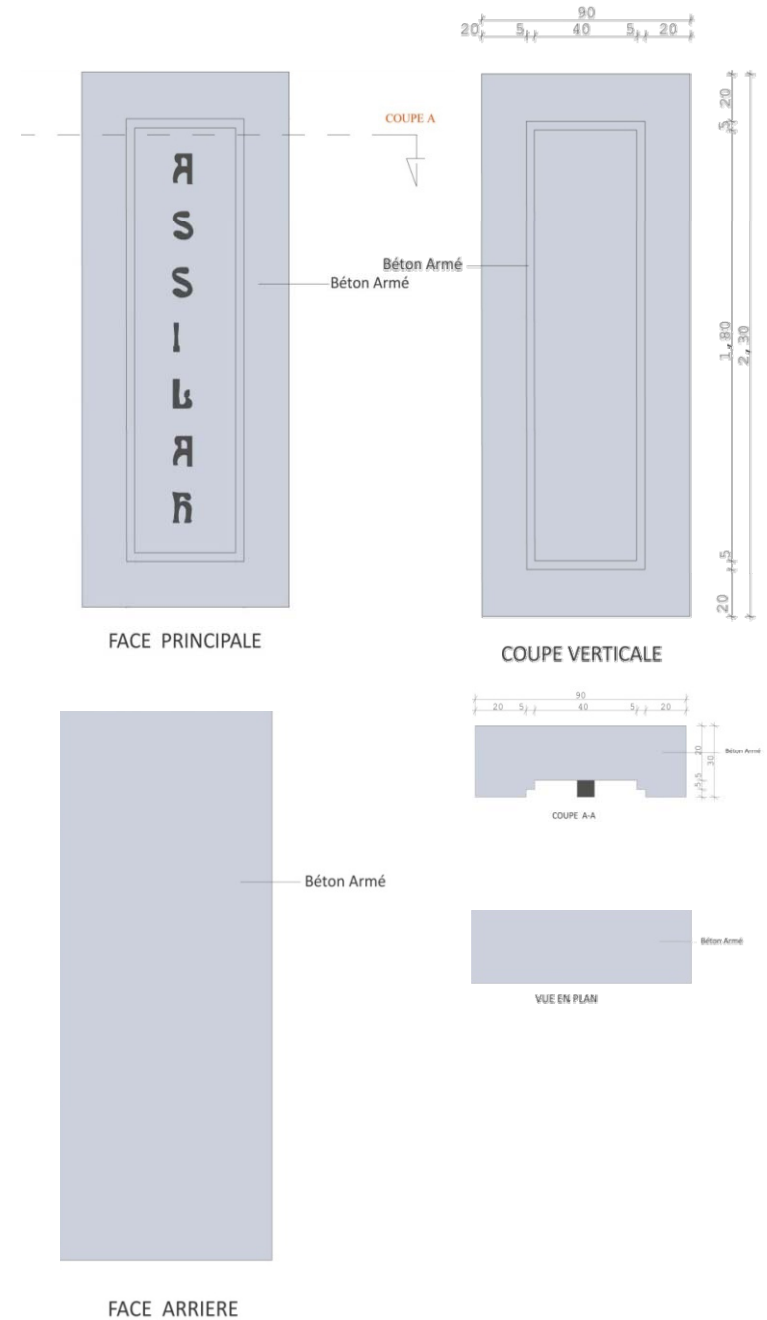 90
20 5 40 5 20
COUPE A
A
S
S
I
L
A
H
Béton Armé
Béton Armé
20
5
1,80
2,30
5
20
FACE PRINCIPALE
COUPE VERTICALE
90
20 5 40 5 20
Béton Armé
20
30
5
5
COUPE A-A
Béton Armé
Béton Armé
VUE EN PLAN
FACE ARRIERE